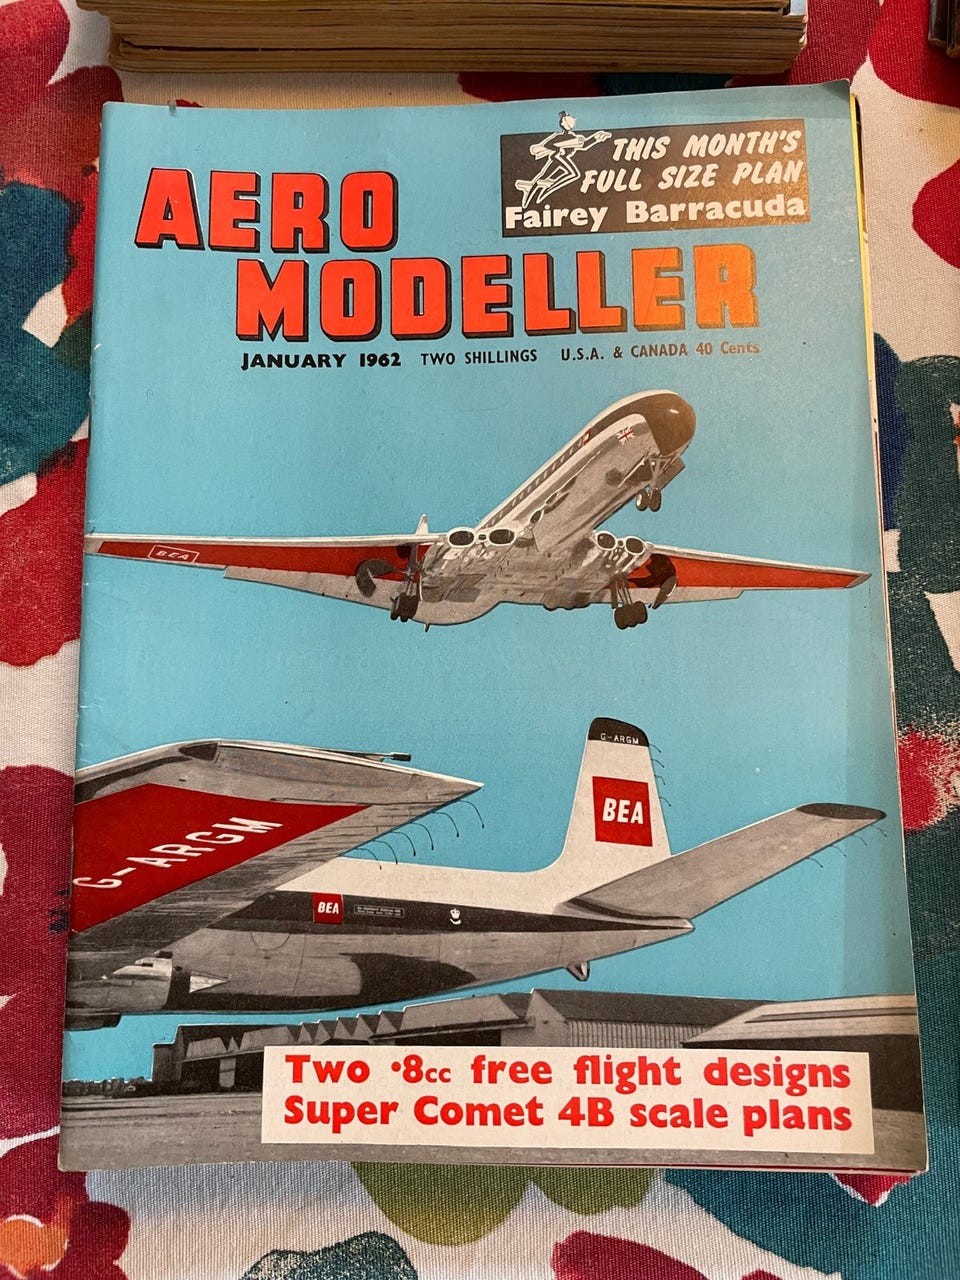 THIS MONTH'S
FULL SIZE PLAN
Fairey Barracuda
AERO
MODELLER
JANUARY 1962 TWO SHILLINGS U.S.A. & CANADA 40 Cents
BEA
G-ARGM
BEA
G-ARGM
BEA
Two ·8cc free flight designs
Super Comet 4B scale plans